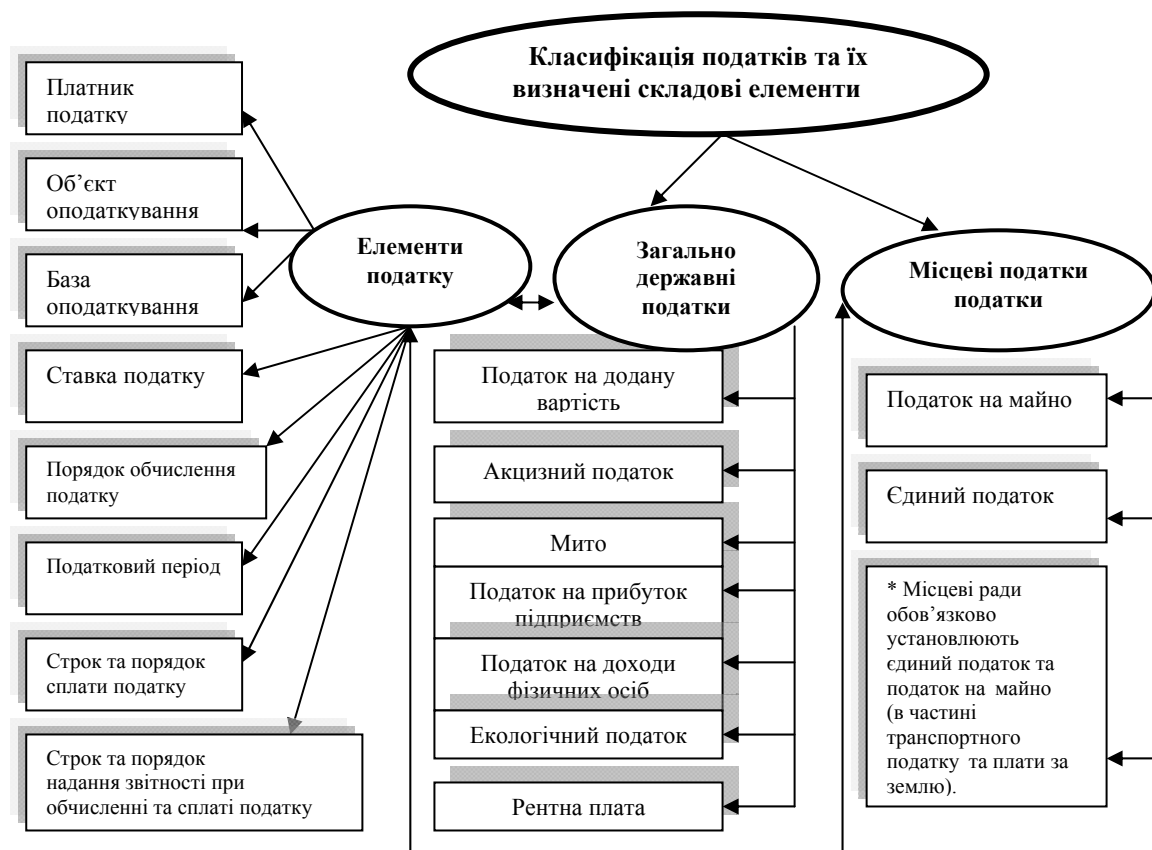 Класифікація податків та їх
визначені складові елементи
Платник
податку
Об’єкт
оподаткування
База
оподаткування
Ставка податку
Порядок обчислення
податку
Податковий період
Строк та порядок
сплати податку
Строк та порядок
надання звітності при
обчисленні та сплаті податку
Елементи
податку
Загально
державні
податки
Податок на додану
вартість
Акцизний податок
Мито
Податок на прибуток
підприємств
Податок на доходи
фізичних осіб
Екологічний податок
Рентна плата
Місцеві податки
податки
Податок на майно
Єдиний податок
* Місцеві ради
обов’язково
установлюють
єдиний податок та
податок на майно
(в частині
транспортного
податку та плати за
землю).